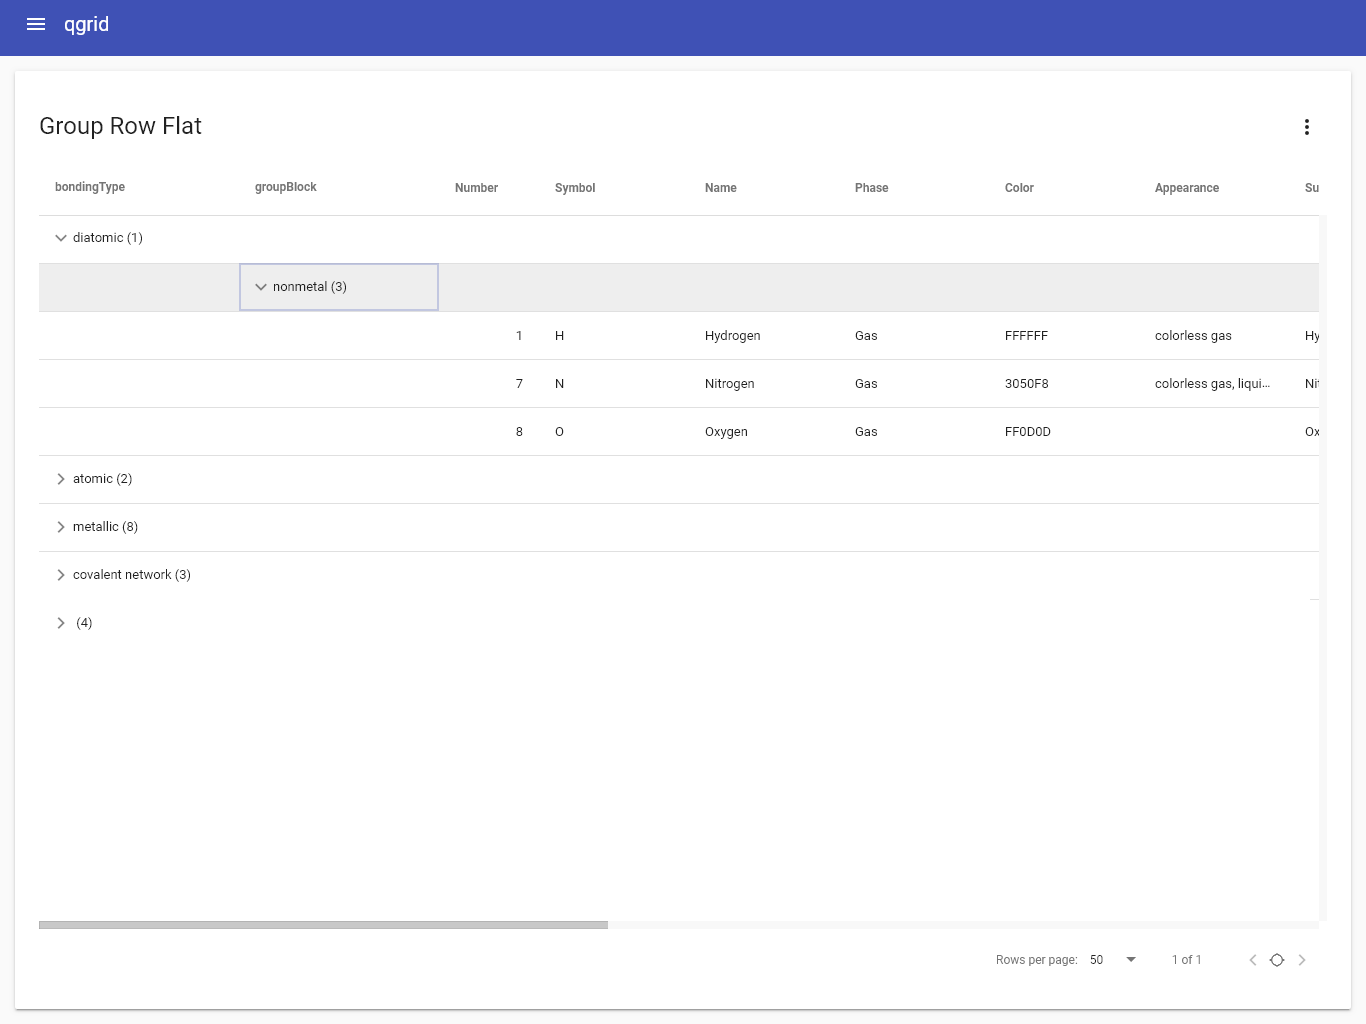 qgrid
Group Row Flat
bondingType groupBlock Number Symbol Name Phase Color Appearance Su
diatomic (1)
nonmetal (3)
1 H Hydrogen Gas FFFFFF colorless gas Hy
7 N Nitrogen Gas 3050F8 colorless gas, liqui... Nit
8 O Oxygen Gas FF0D0D Ox
atomic (2)
metallic (8)
covalent network (3)
(4)
Rows per page: 50 1 of 1